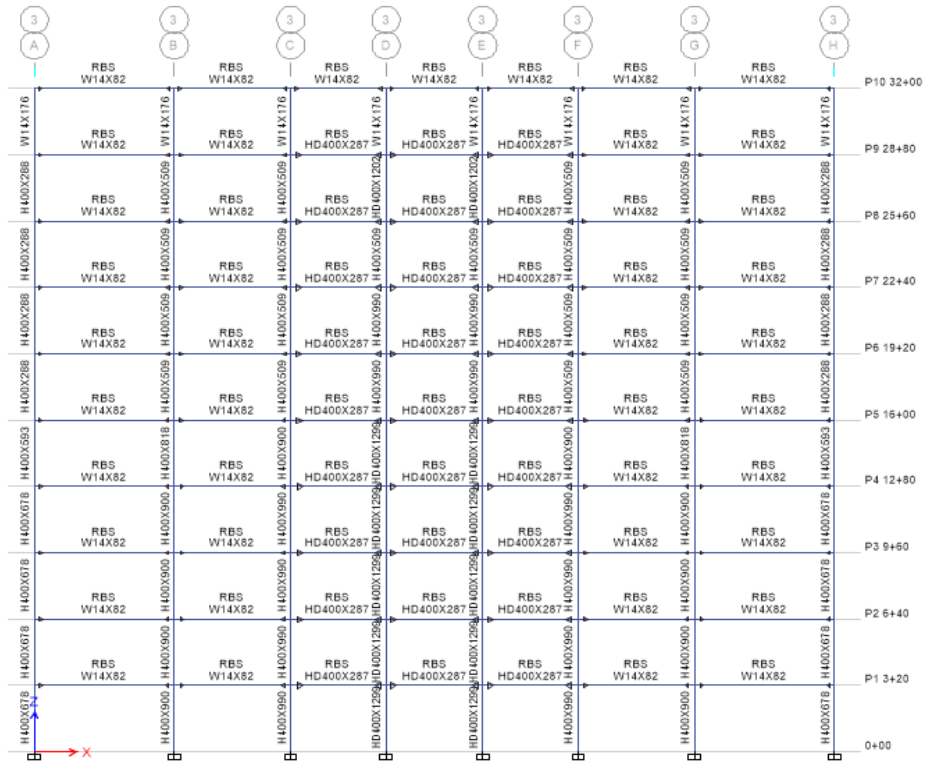 3 3 3 3 3 3 3 3
A B C D E F G H
RBS RBS RBS RBS RBS RBS RBS
W14X82 W14X82 W14X82 W14X82 W14X82 W14X82 W14X82 P10 32+00
W14X176 W14X176 W14X176 W14X176 W14X176 W14X176 W14X176 W14X176
RBS RBS RBS RBS RBS RBS RBS
W14X82 W14X82 HD400X287 HD400X287 HD400X287 W14X82 W14X82 P9 28+80
H400X288 H400X509 H400X509 HD400X1202 HD400X1202 H400X509 H400X509 H400X288
RBS RBS RBS RBS RBS RBS RBS
W14X82 W14X82 HD400X287 HD400X287 HD400X287 W14X82 W14X82 P8 25+60
H400X288 H400X509 H400X509 H400X509 H400X509 H400X509 H400X509 H400X288
RBS RBS RBS RBS RBS RBS RBS
W14X82 W14X82 HD400X287 HD400X287 HD400X287 W14X82 W14X82 P7 22+40
H400X288 H400X509 H400X509 H400X990 H400X990 H400X509 H400X509 H400X288
RBS RBS RBS RBS RBS RBS RBS
W14X82 W14X82 HD400X287 HD400X287 HD400X287 W14X82 W14X82 P6 19+20
H400X288 H400X509 H400X509 H400X990 H400X990 H400X509 H400X509 H400X288
RBS RBS RBS RBS RBS RBS RBS
W14X82 W14X82 HD400X287 HD400X287 HD400X287 W14X82 W14X82 P5 16+00
H400X593 H400X818 H400X900 HD400X1299 HD400X1299 H400X900 H400X818 H400X593
RBS RBS RBS RBS RBS RBS RBS
W14X82 W14X82 HD400X287 HD400X287 HD400X287 W14X82 W14X82 P4 12+80
H400X678 H400X900 H400X990 HD400X1299 HD400X1299 H400X990 H400X900 H400X678
RBS RBS RBS RBS RBS RBS RBS
W14X82 W14X82 HD400X287 HD400X287 HD400X287 W14X82 W14X82 P3 9+60
H400X678 H400X900 H400X990 HD400X1299 HD400X1299 H400X990 H400X900 H400X678
RBS RBS RBS RBS RBS RBS RBS
W14X82 W14X82 HD400X287 HD400X287 HD400X287 W14X82 W14X82 P2 6+40
H400X678 H400X900 H400X990 HD400X1299 HD400X1299 H400X990 H400X900 H400X678
RBS RBS RBS RBS RBS RBS RBS
W14X82 W14X82 HD400X287 HD400X287 HD400X287 W14X82 W14X82 P1 3+20
H400X678 H400X900 H400X990 HD400X1299 HD400X1299 H400X990 H400X900 H400X678
Z
X 0+00